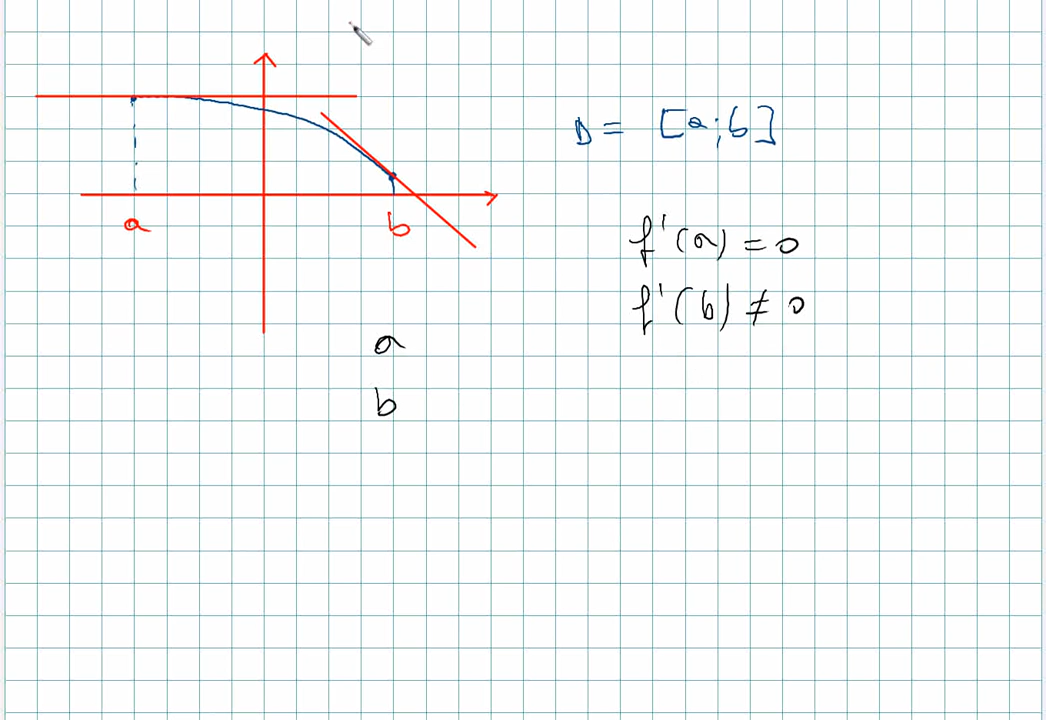 D = [a;b]
a
b
f'(a) = 0
f'(b) ≠ 0
a
b